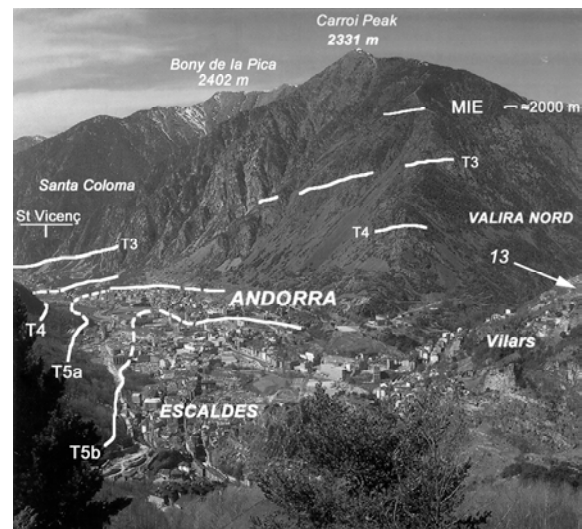 Carroi Peak
2331 m
Bony de la Pica
2402 m
MIE
≈2000 m
T3
Santa Coloma
St Vicenç
T4
VALIRA NORD
T3
13
ANDORRA
T4
Vilars
T5a
ESCALDES
T5b